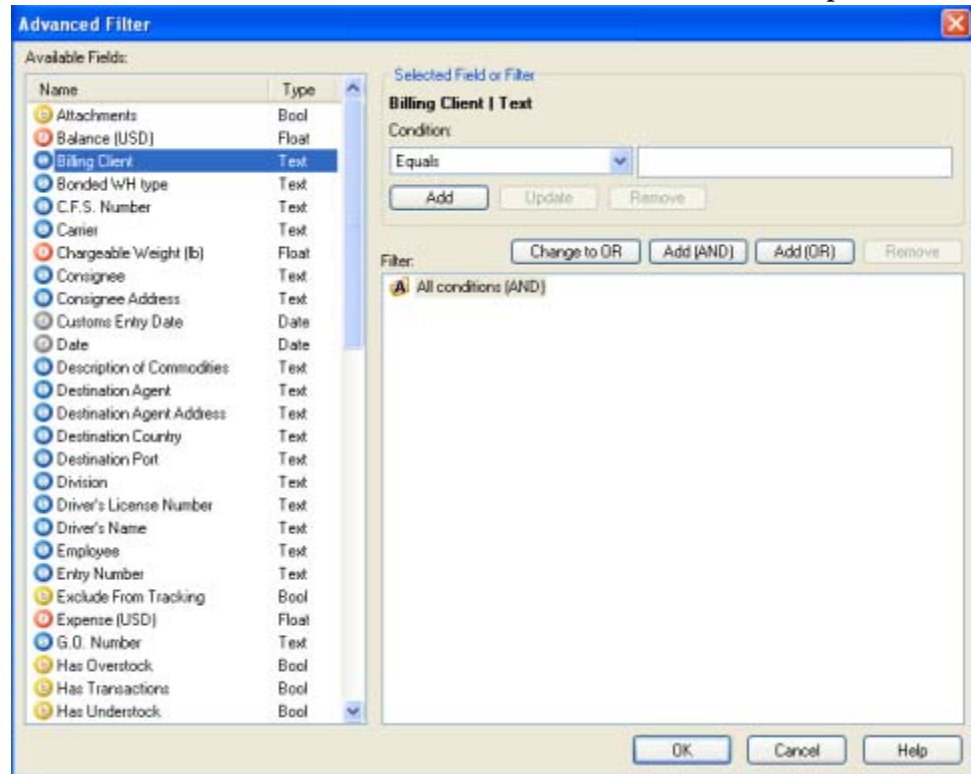 Advanced Filter
Available Fields:
Name Type
Attachments Bool
Balance (USD) Float
Billing Client Text
Bonded WH type Text
C.F.S. Number Text
Carrier Text
Chargeable Weight (lb) Float
Consignee Text
Consignee Address Text
Customs Entry Date Date
Date Date
Description of Commodities Text
Destination Agent Text
Destination Agent Address Text
Destination Country Text
Destination Port Text
Division Text
Driver's License Number Text
Driver's Name Text
Employee Text
Entry Number Text
Exclude From Tracking Bool
Expense (USD) Float
G.O. Number Text
Has Overstock Bool
Has Transactions Bool
Has Understock Bool
Selected Field or Filter
Billing Client | Text
Condition:
Equals
Add Update Remove
Filter: Change to OR Add (AND) Add (OR) Remove
All conditions (AND)
OK Cancel Help